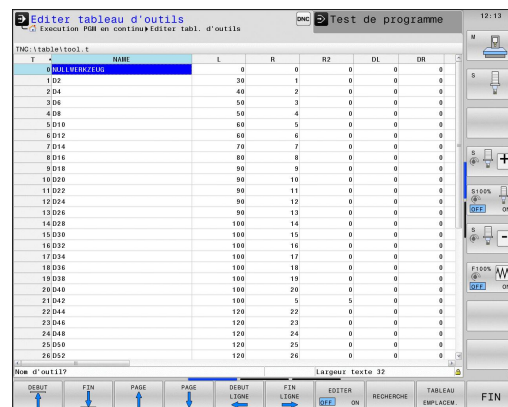 Editer tableau d'outils
DNC
Test de programme
12:13
Execution PGM en continu Editer tabl. d'outils
TNC:\table\tool.t
T NAME L R R2 DL DR
0 NULLWERKZEUG 0 0 0 0 0
1 D2 30 1 0 0 0
2 D4 40 2 0 0 0
3 D6 50 3 0 0 0
4 D8 50 4 0 0 0
5 D10 60 5 0 0 0
6 D12 60 6 0 0 0
7 D14 70 7 0 0 0
8 D16 80 8 0 0 0
9 D18 90 9 0 0 0
10 D20 90 10 0 0 0
11 D22 90 11 0 0 0
12 D24 90 12 0 0 0
13 D26 90 13 0 0 0
14 D28 100 14 0 0 0
15 D30 100 15 0 0 0
16 D32 100 16 0 0 0
17 D34 100 17 0 0 0
18 D36 100 18 0 0 0
19 D38 100 19 0 0 0
20 D40 100 20 0 0 0
21 D42 100 5 5 0 0
22 D44 120 22 0 0 0
23 D46 120 23 0 0 0
24 D48 120 24 0 0 0
25 D50 120 25 0 0 0
26 D52 120 26 0 0 0
Nom d'outil?
Largeur texte 32
M
S
S
S100%
OFF ON
S
F100%
OFF ON
DEBUT
FIN
PAGE
PAGE
DEBUT LIGNE
FIN LIGNE
EDITER OFF ON
RECHERCHE
TABLEAU EMPLACEM.
FIN